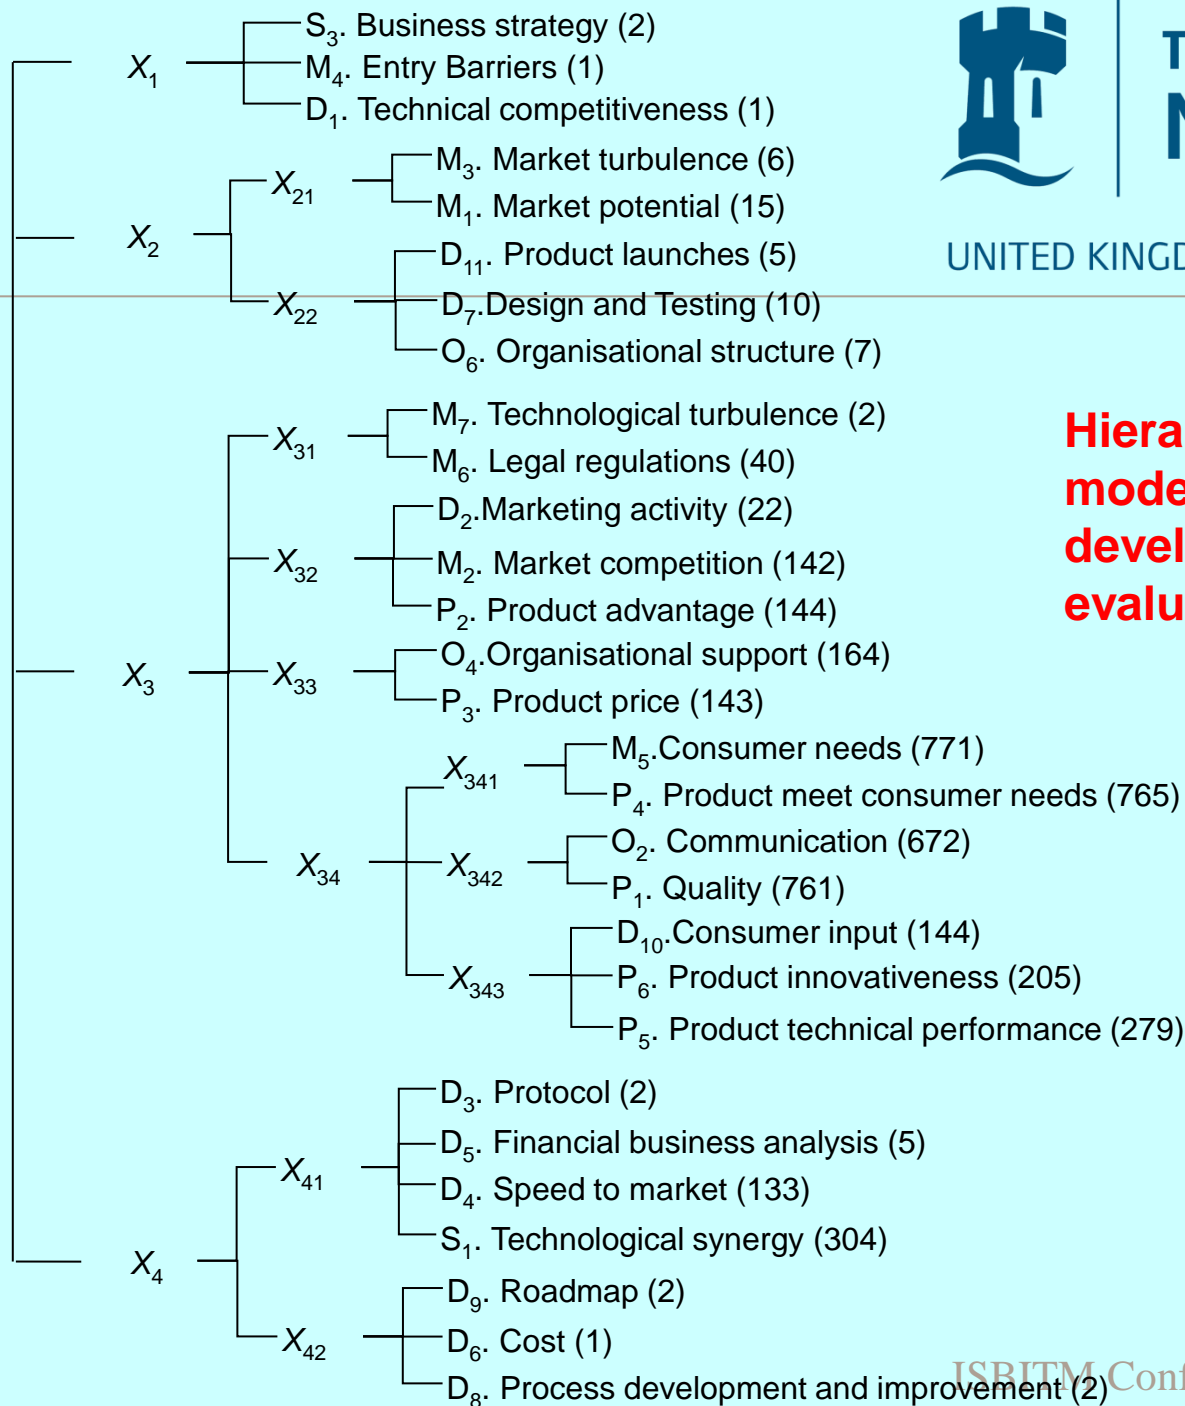 S₃. Business strategy (2)
X₁
M₄. Entry Barriers (1)
D₁. Technical competitiveness (1)
M₃. Market turbulence (6)
X₂₁
M₁. Market potential (15)
X₂
D₁₁. Product launches (5)
X₂₂
D₇.Design and Testing (10)
O₆. Organisational structure (7)
UNITED KINGD
M₇. Technological turbulence (2)
X₃₁
M₆. Legal regulations (40)
D₂.Marketing activity (22)
X₃₂
M₂. Market competition (142)
P₂. Product advantage (144)
O₄.Organisational support (164)
X₃
X₃₃
P₃. Product price (143)
M₅.Consumer needs (771)
X₃₄₁
P₄. Product meet consumer needs (765)
O₂. Communication (672)
X₃₄
X₃₄₂
P₁. Quality (761)
D₁₀.Consumer input (144)
X₃₄₃
P₆. Product innovativeness (205)
P₅. Product technical performance (279)
Hiera
mode
devel
evalu
D₃. Protocol (2)
D₅. Financial business analysis (5)
X₄₁
D₄. Speed to market (133)
S₁. Technological synergy (304)
X₄
D₉. Roadmap (2)
X₄₂
D₆. Cost (1)
D₈. Process development and improvement (2)
ISBITM Conf